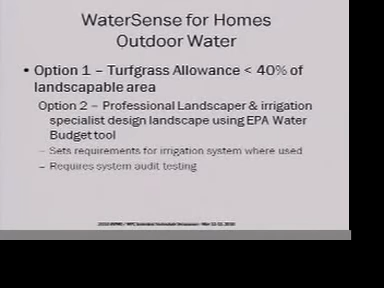 WaterSense for Homes
Outdoor Water
• Option 1 – Turfgrass Allowance < 40% of
landscapable area
Option 2 – Professional Landscaper & irrigation
specialist design landscape using EPA Water
Budget tool
– Sets requirements for irrigation system where used
– Requires system audit testing